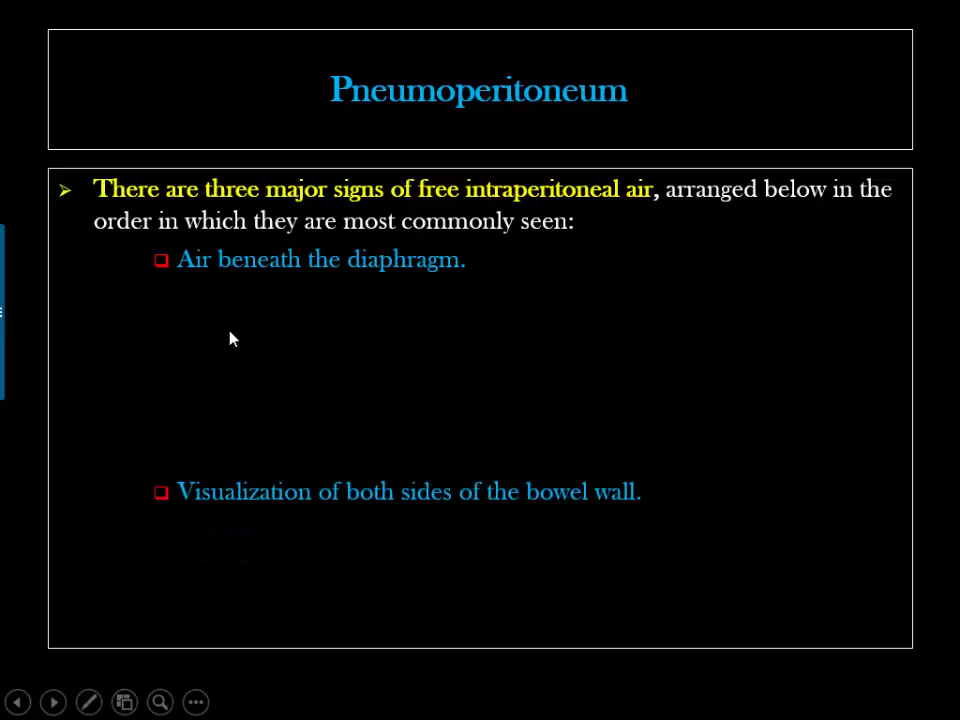 Pneumoperitoneum
There are three major signs of free intraperitoneal air, arranged below in the
order in which they are most commonly seen:
Air beneath the diaphragm.
Visualization of both sides of the bowel wall.